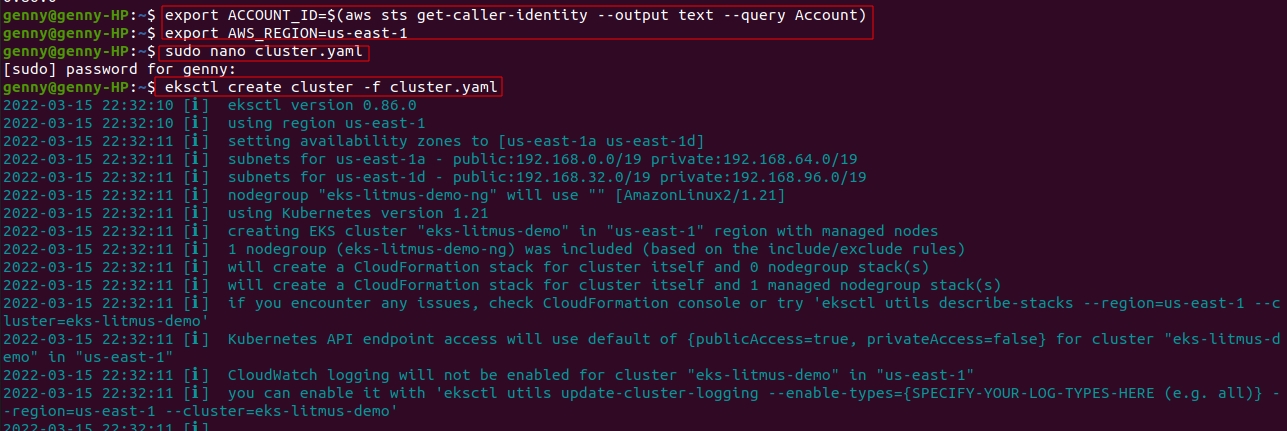 genny@genny-HP:~$ export ACCOUNT_ID=$(aws sts get-caller-identity --output text --query Account)
genny@genny-HP:~$ export AWS_REGION=us-east-1
genny@genny-HP:~$ sudo nano cluster.yaml
[sudo] password for genny:
genny@genny-HP:~$ eksctl create cluster -f cluster.yaml
2022-03-15 22:32:10 [ℹ]  eksctl version 0.86.0
2022-03-15 22:32:10 [ℹ]  using region us-east-1
2022-03-15 22:32:11 [ℹ]  setting availability zones to [us-east-1a us-east-1d]
2022-03-15 22:32:11 [ℹ]  subnets for us-east-1a - public:192.168.0.0/19 private:192.168.64.0/19
2022-03-15 22:32:11 [ℹ]  subnets for us-east-1d - public:192.168.32.0/19 private:192.168.96.0/19
2022-03-15 22:32:11 [ℹ]  nodegroup "eks-litmus-demo-ng" will use "" [AmazonLinux2/1.21]
2022-03-15 22:32:11 [ℹ]  using Kubernetes version 1.21
2022-03-15 22:32:11 [ℹ]  creating EKS cluster "eks-litmus-demo" in "us-east-1" region with managed nodes
2022-03-15 22:32:11 [ℹ]  1 nodegroup (eks-litmus-demo-ng) was included (based on the include/exclude rules)
2022-03-15 22:32:11 [ℹ]  will create a CloudFormation stack for cluster itself and 0 nodegroup stack(s)
2022-03-15 22:32:11 [ℹ]  will create a CloudFormation stack for cluster itself and 1 managed nodegroup stack(s)
2022-03-15 22:32:11 [ℹ]  if you encounter any issues, check CloudFormation console or try 'eksctl utils describe-stacks --region=us-east-1 --c
luster=eks-litmus-demo'
2022-03-15 22:32:11 [ℹ]  Kubernetes API endpoint access will use default of {publicAccess=true, privateAccess=false} for cluster "eks-litmus-d
emo" in "us-east-1"
2022-03-15 22:32:11 [ℹ]  CloudWatch logging will not be enabled for cluster "eks-litmus-demo" in "us-east-1"
2022-03-15 22:32:11 [ℹ]  you can enable it with 'eksctl utils update-cluster-logging --enable-types={SPECIFY-YOUR-LOG-TYPES-HERE (e.g. all)} -
-region=us-east-1 --cluster=eks-litmus-demo'
2022-03-15 22:32:11 [ℹ]